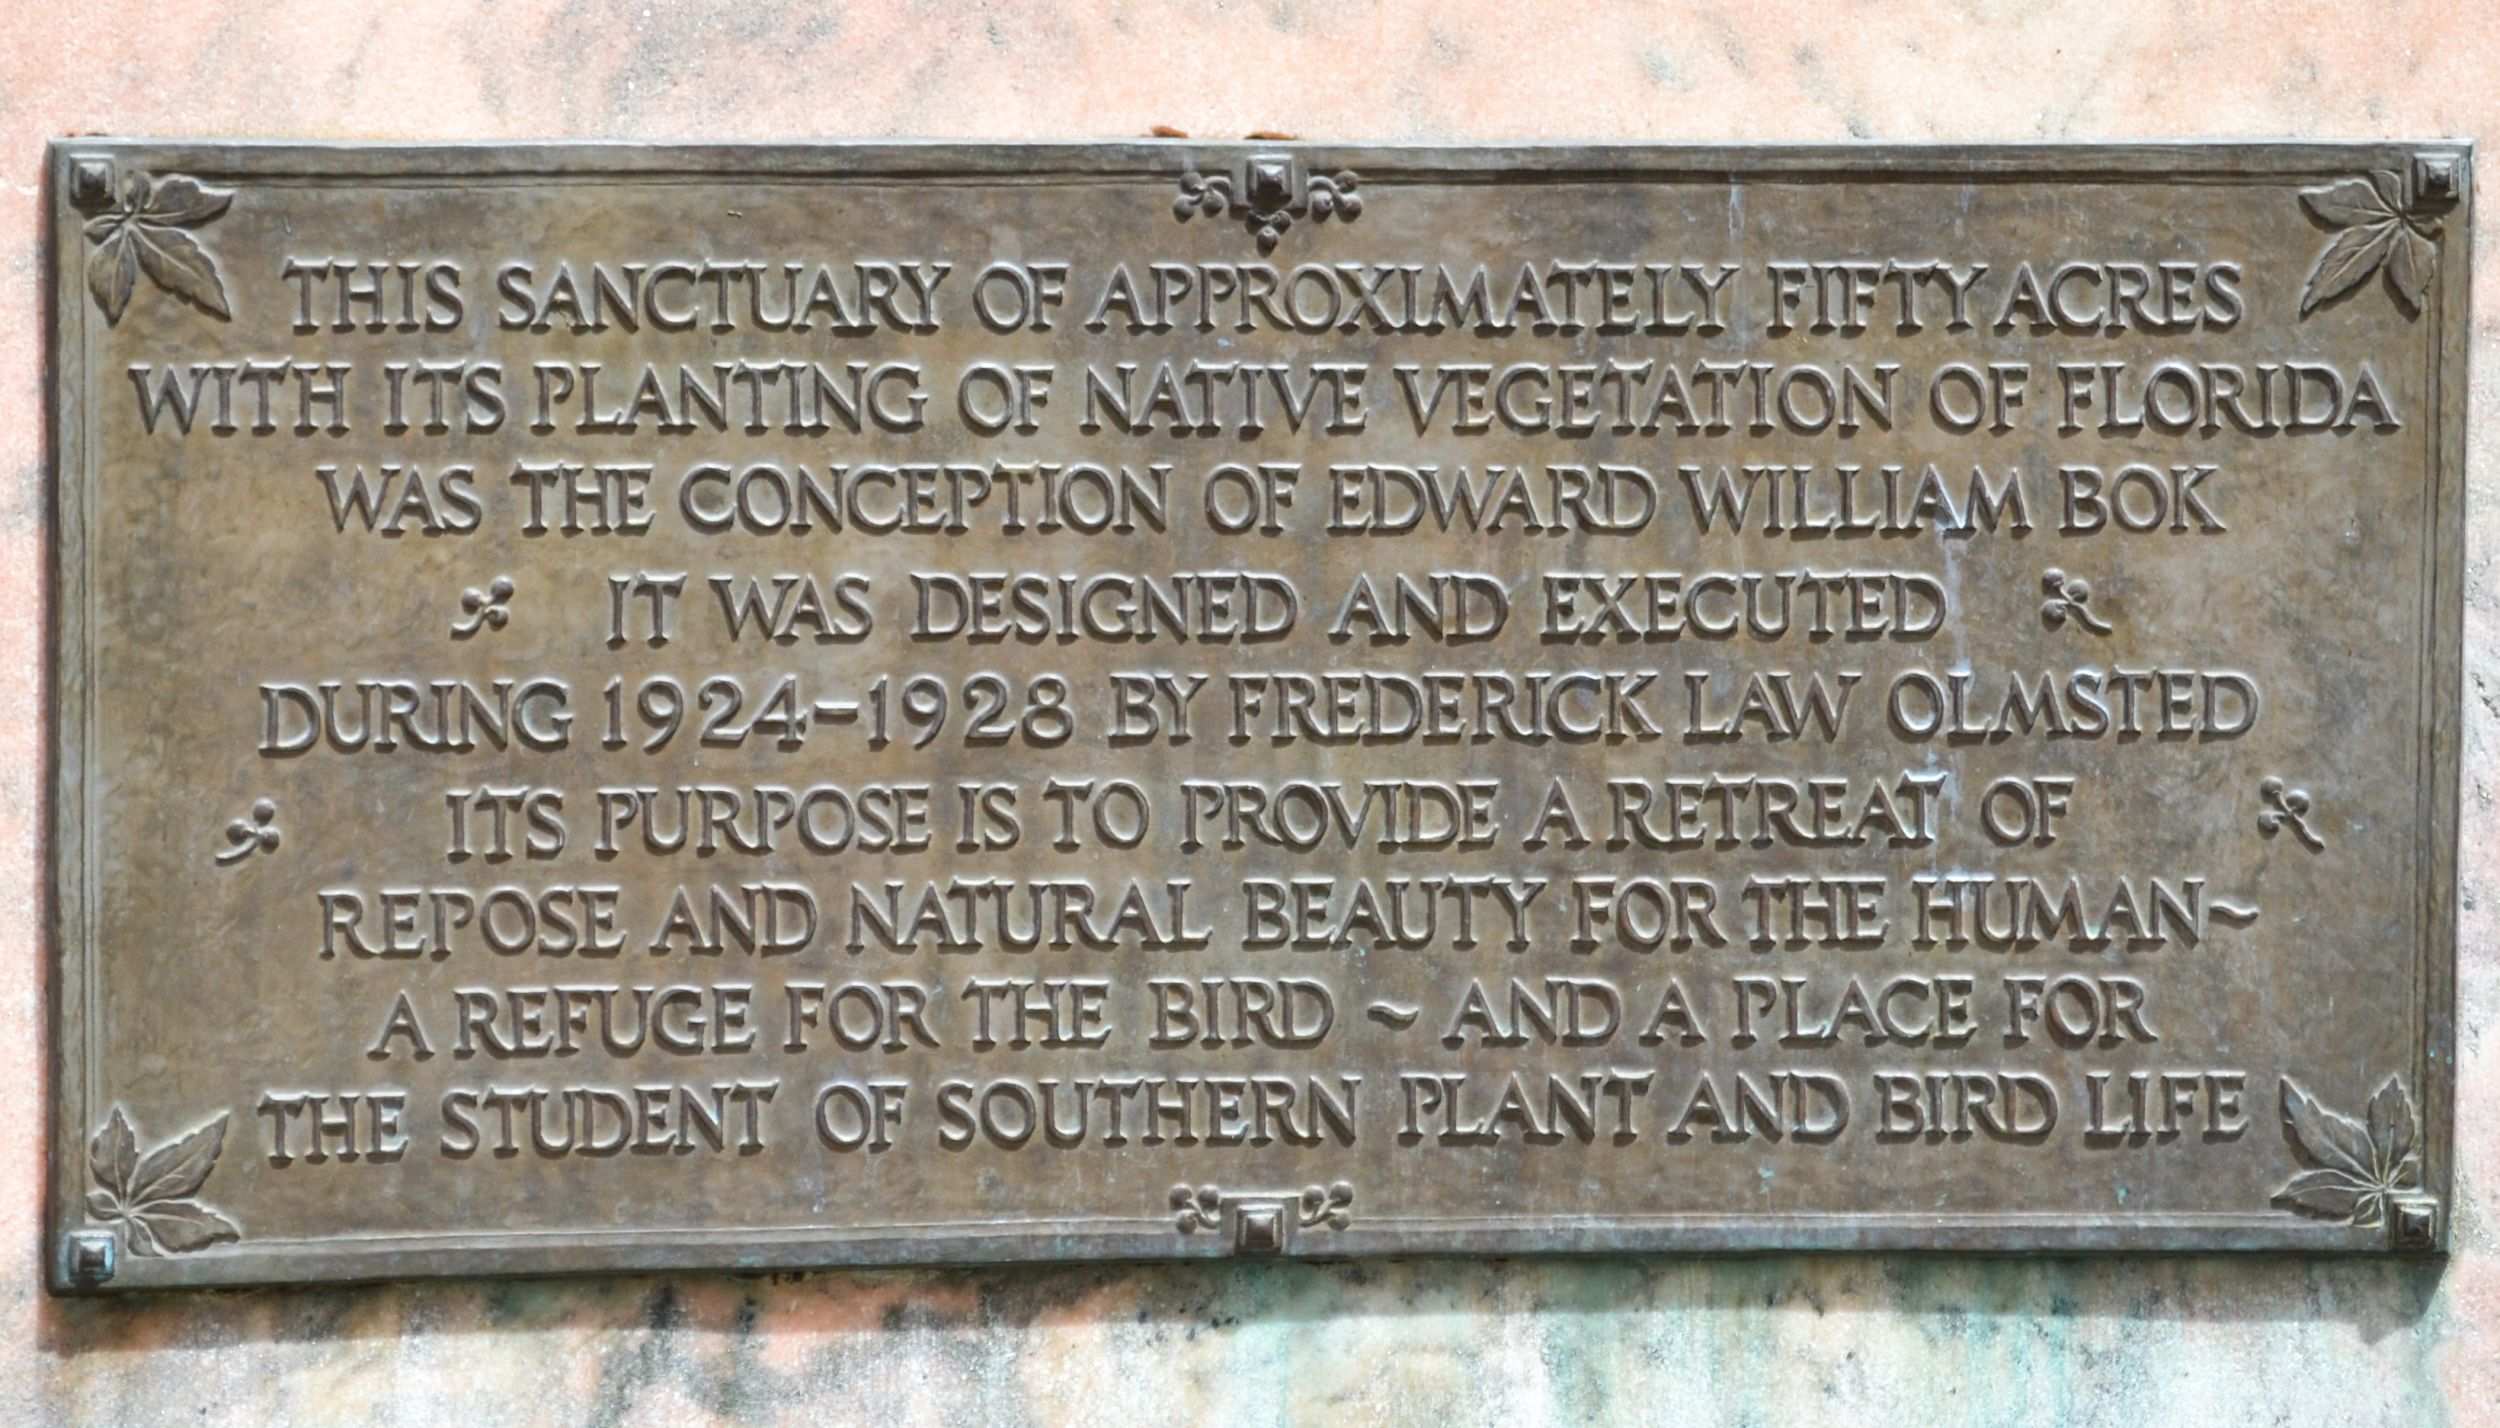 THIS SANCTUARY OF APPROXIMATELY FIFTY ACRES
WITH ITS PLANTING OF NATIVE VEGETATION OF FLORIDA
WAS THE CONCEPTION OF EDWARD WILLIAM BOK
IT WAS DESIGNED AND EXECUTED
DURING 1924-1928 BY FREDERICK LAW OLMSTED
ITS PURPOSE IS TO PROVIDE A RETREAT OF
REPOSE AND NATURAL BEAUTY FOR THE HUMAN~
A REFUGE FOR THE BIRD ~ AND A PLACE FOR
THE STUDENT OF SOUTHERN PLANT AND BIRD LIFE